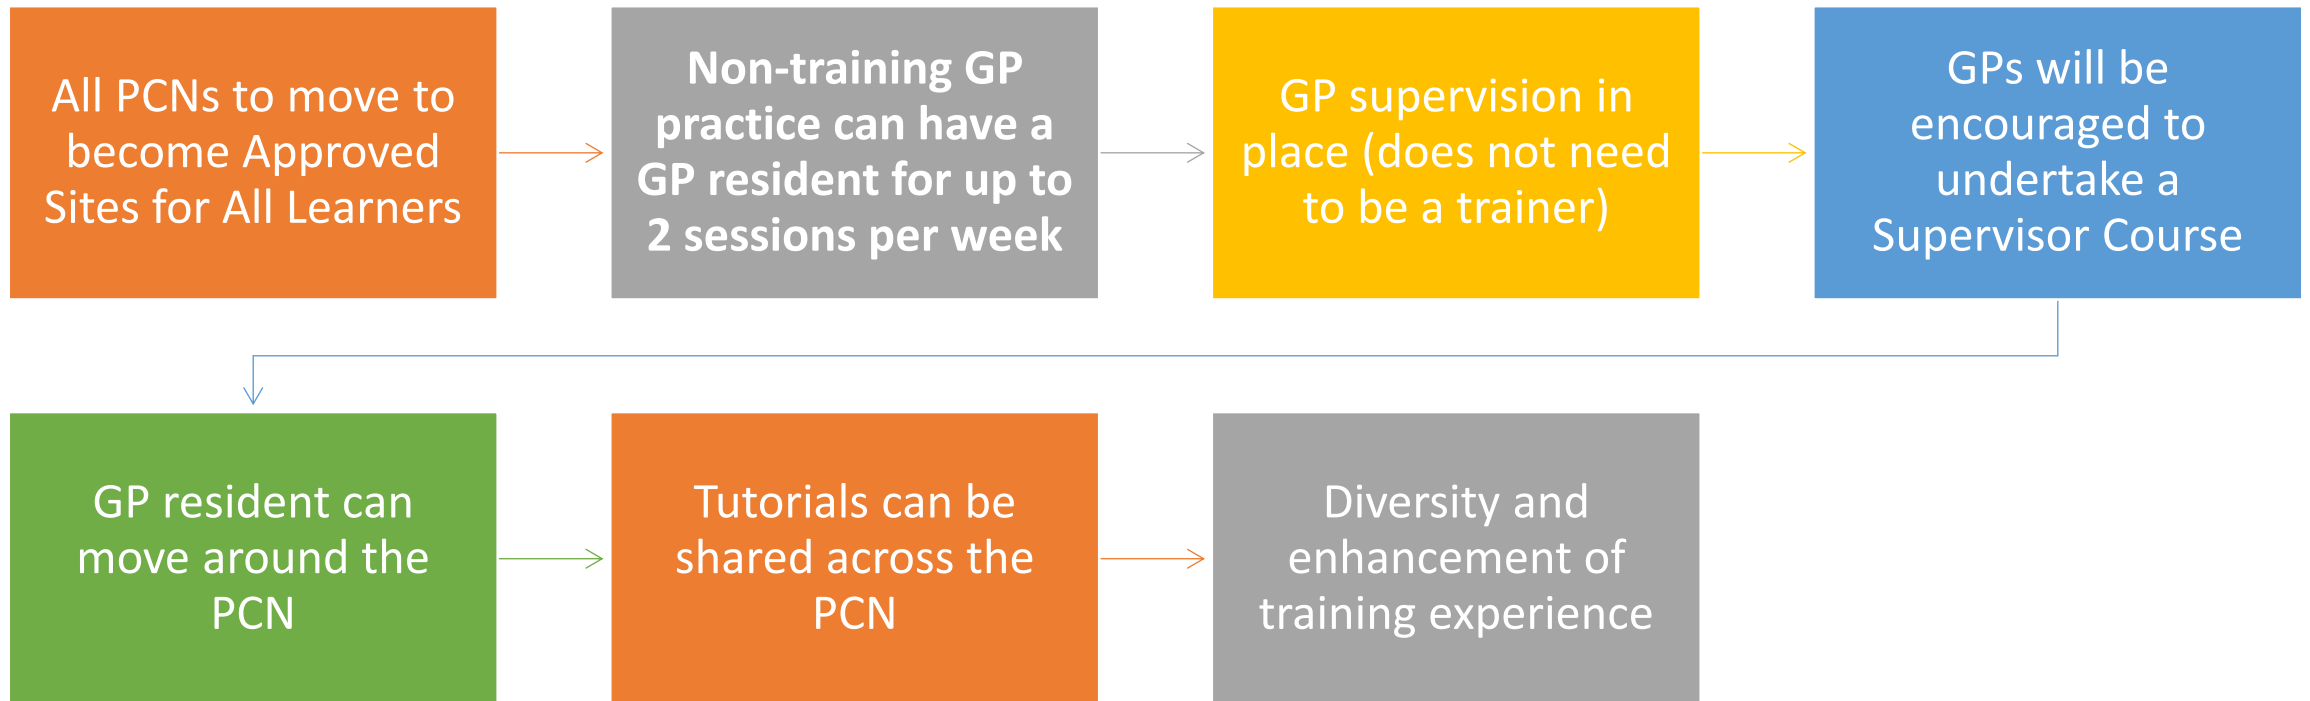 All PCNs to move to
become Approved
Sites for All Learners
Non-training GP
practice can have a
GP resident for up to
2 sessions per week
GP supervision in
place (does not need
to be a trainer)
GPs will be
encouraged to
undertake a
Supervisor Course
GP resident can
move around the
PCN
Tutorials can be
shared across the
PCN
Diversity and
enhancement of
training experience